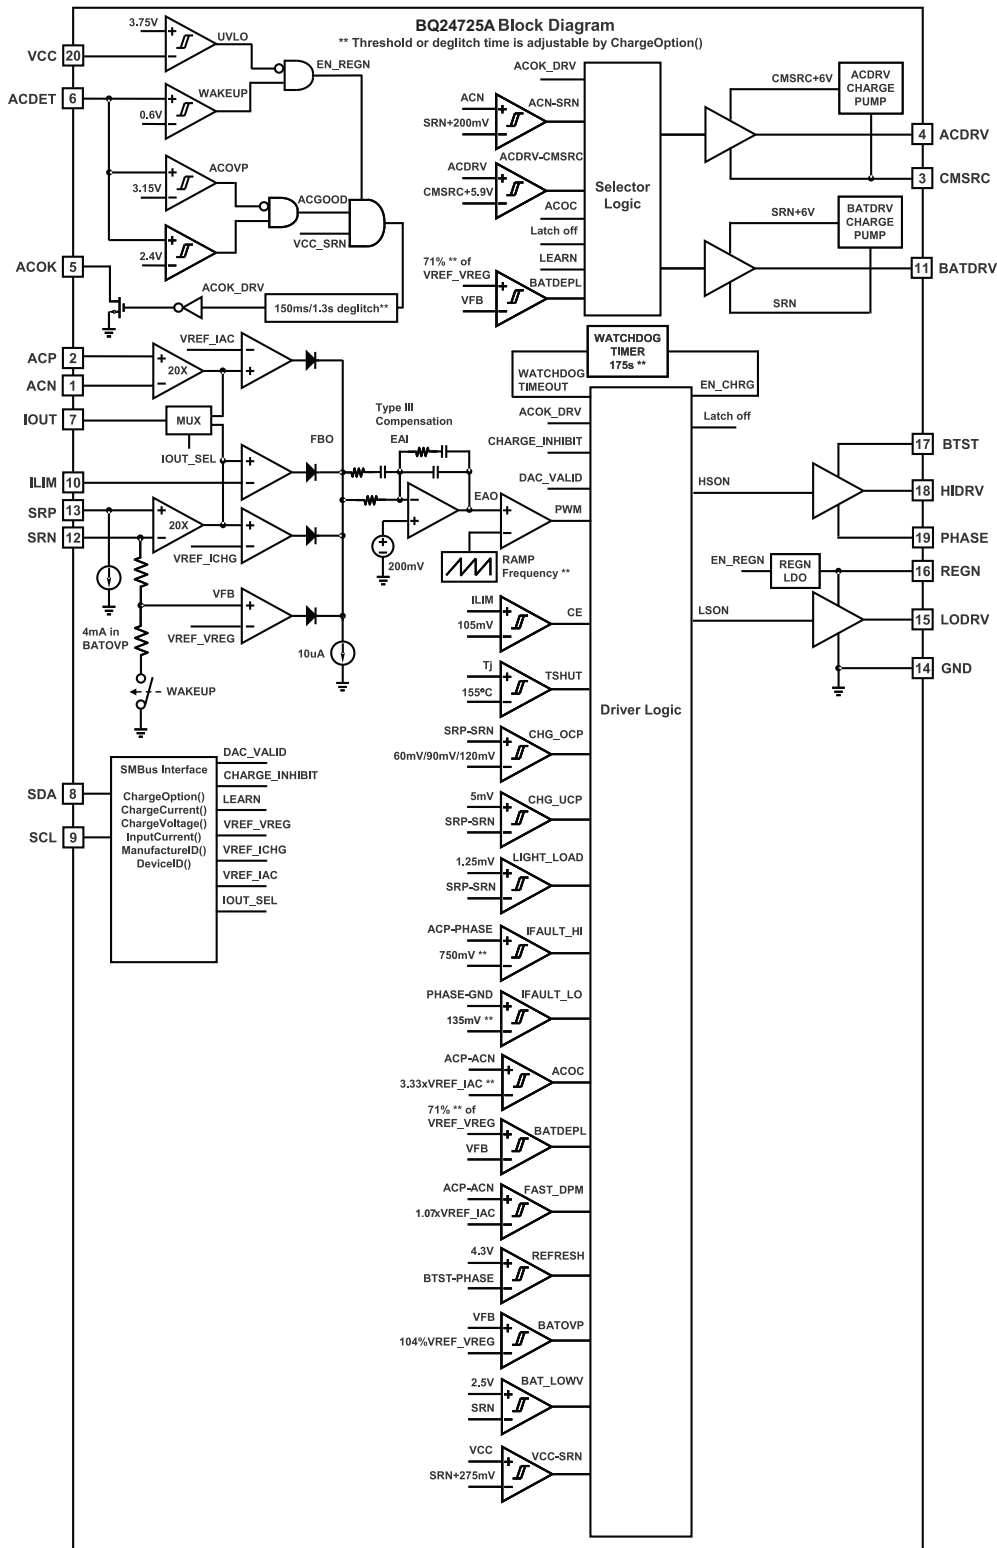 BQ24725A Block Diagram
** Threshold or deglitch time is adjustable by ChargeOption()
3.75V
UVLO
VCC 20
EN_REGN
ACDET 6
WAKEUP
0.6V
ACOVP
3.15V
ACGOOD
VCC_SRN
2.4V
ACOK 5
ACOK_DRV
150ms/1.3s deglitch**
ACOK_DRV
ACN
ACN-SRN
SRN+200mV
ACDRV
ACDRV-CMSRC
CMSRC+5.9V
ACOC
Latch off
LEARN
71% ** of
VREF_VREG
BATDEPL
VFB
Selector
Logic
CMSRC+6V
ACDRV
CHARGE
PUMP
4 ACDRV
3 CMSRC
SRN+6V
BATDRV
CHARGE
PUMP
11 BATDRV
SRN
ACP 2
ACN 1
IOUT 7
ILIM 10
SRP 13
SRN 12
VREF_IAC
20X
MUX
IOUT_SEL
FBO
20X
VREF_ICHG
VFB
VREF_VREG
4mA in
BATOVP
WAKEUP
10uA
Type III
Compensation
EAI
EAO
200mV
PWM
RAMP
Frequency **
WATCHDOG
TIMER
175s **
WATCHDOG
TIMEOUT
EN_CHRG
ACOK_DRV
Latch off
CHARGE_INHIBIT
DAC_VALID
HSON
17 BTST
18 HIDRV
19 PHASE
EN_REGN
REGN
LDO
16 REGN
LSON
15 LODRV
14 GND
ILIM
CE
105mV
Tj
TSHUT
155ºC
Driver Logic
SRP-SRN
CHG_OCP
60mV/90mV/120mV
5mV
CHG_UCP
SRP-SRN
1.25mV
LIGHT_LOAD
SRP-SRN
ACP-PHASE
IFAULT_HI
750mV **
PHASE-GND
IFAULT_LO
135mV **
ACP-ACN
ACOC
3.33xVREF_IAC **
71% ** of
VREF_VREG
BATDEPL
VFB
ACP-ACN
FAST_DPM
1.07xVREF_IAC
4.3V
REFRESH
BTST-PHASE
VFB
BATOVP
104%VREF_VREG
2.5V
BAT_LOWV
SRN
VCC
VCC-SRN
SRN+275mV
SDA 8
SCL 9
SMBus Interface
ChargeOption()
ChargeCurrent()
ChargeVoltage()
InputCurrent()
ManufactureID()
DeviceID()
DAC_VALID
CHARGE_INHIBIT
LEARN
VREF_VREG
VREF_ICHG
VREF_IAC
IOUT_SEL